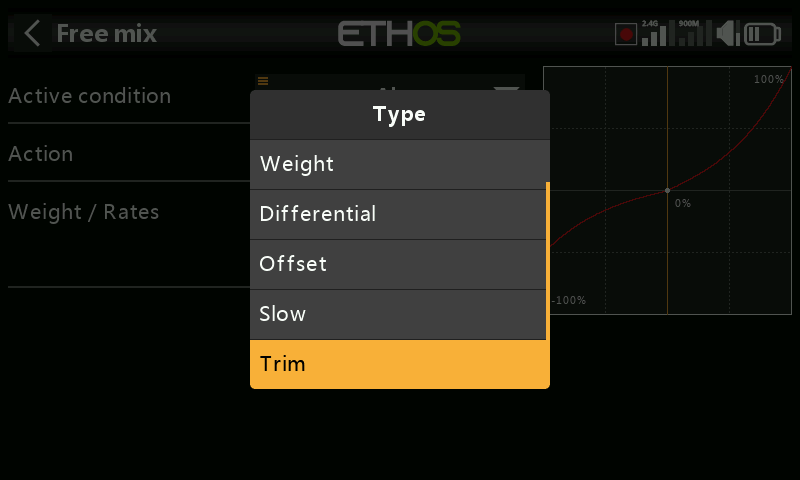 Free mix
ETHOS
2.4G
900M
Active condition
Action
Weight / Rates
Type
Weight
Differential
Offset
Slow
Trim
100%
0%
-100%